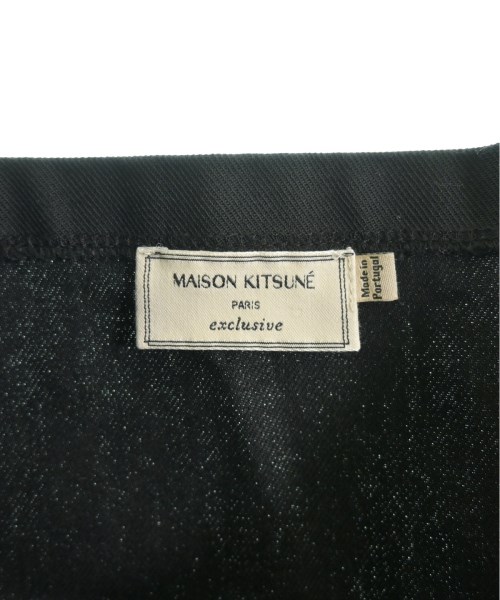 MAISON KITSUNÉ
PARIS
exclusive
Made in
Portugal